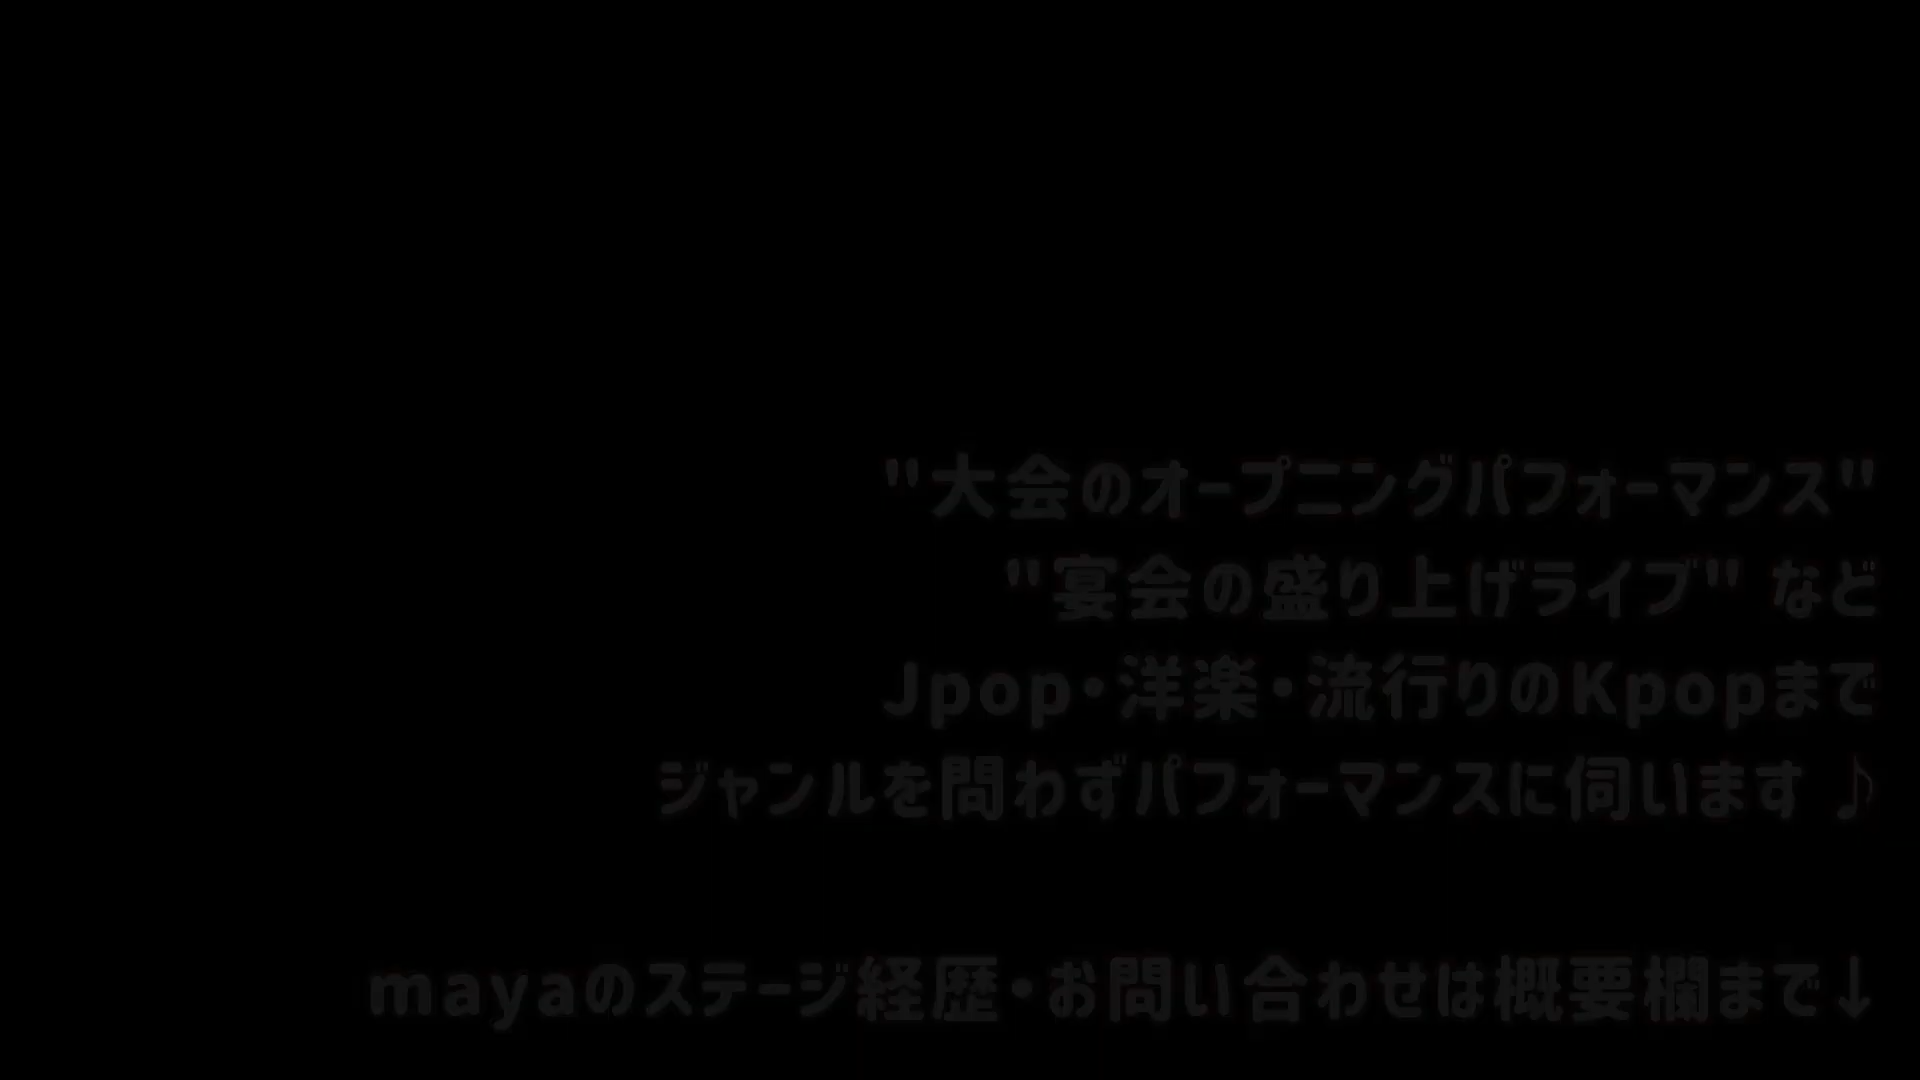 "大会のオープニングパフォーマンス"
"宴会の盛り上げライブ" など
Jpop・洋楽・流行りのKpopまで
ジャンルを問わずパフォーマンスに伺います♪
mayaのステージ経歴・お問い合わせは概要欄まで↓